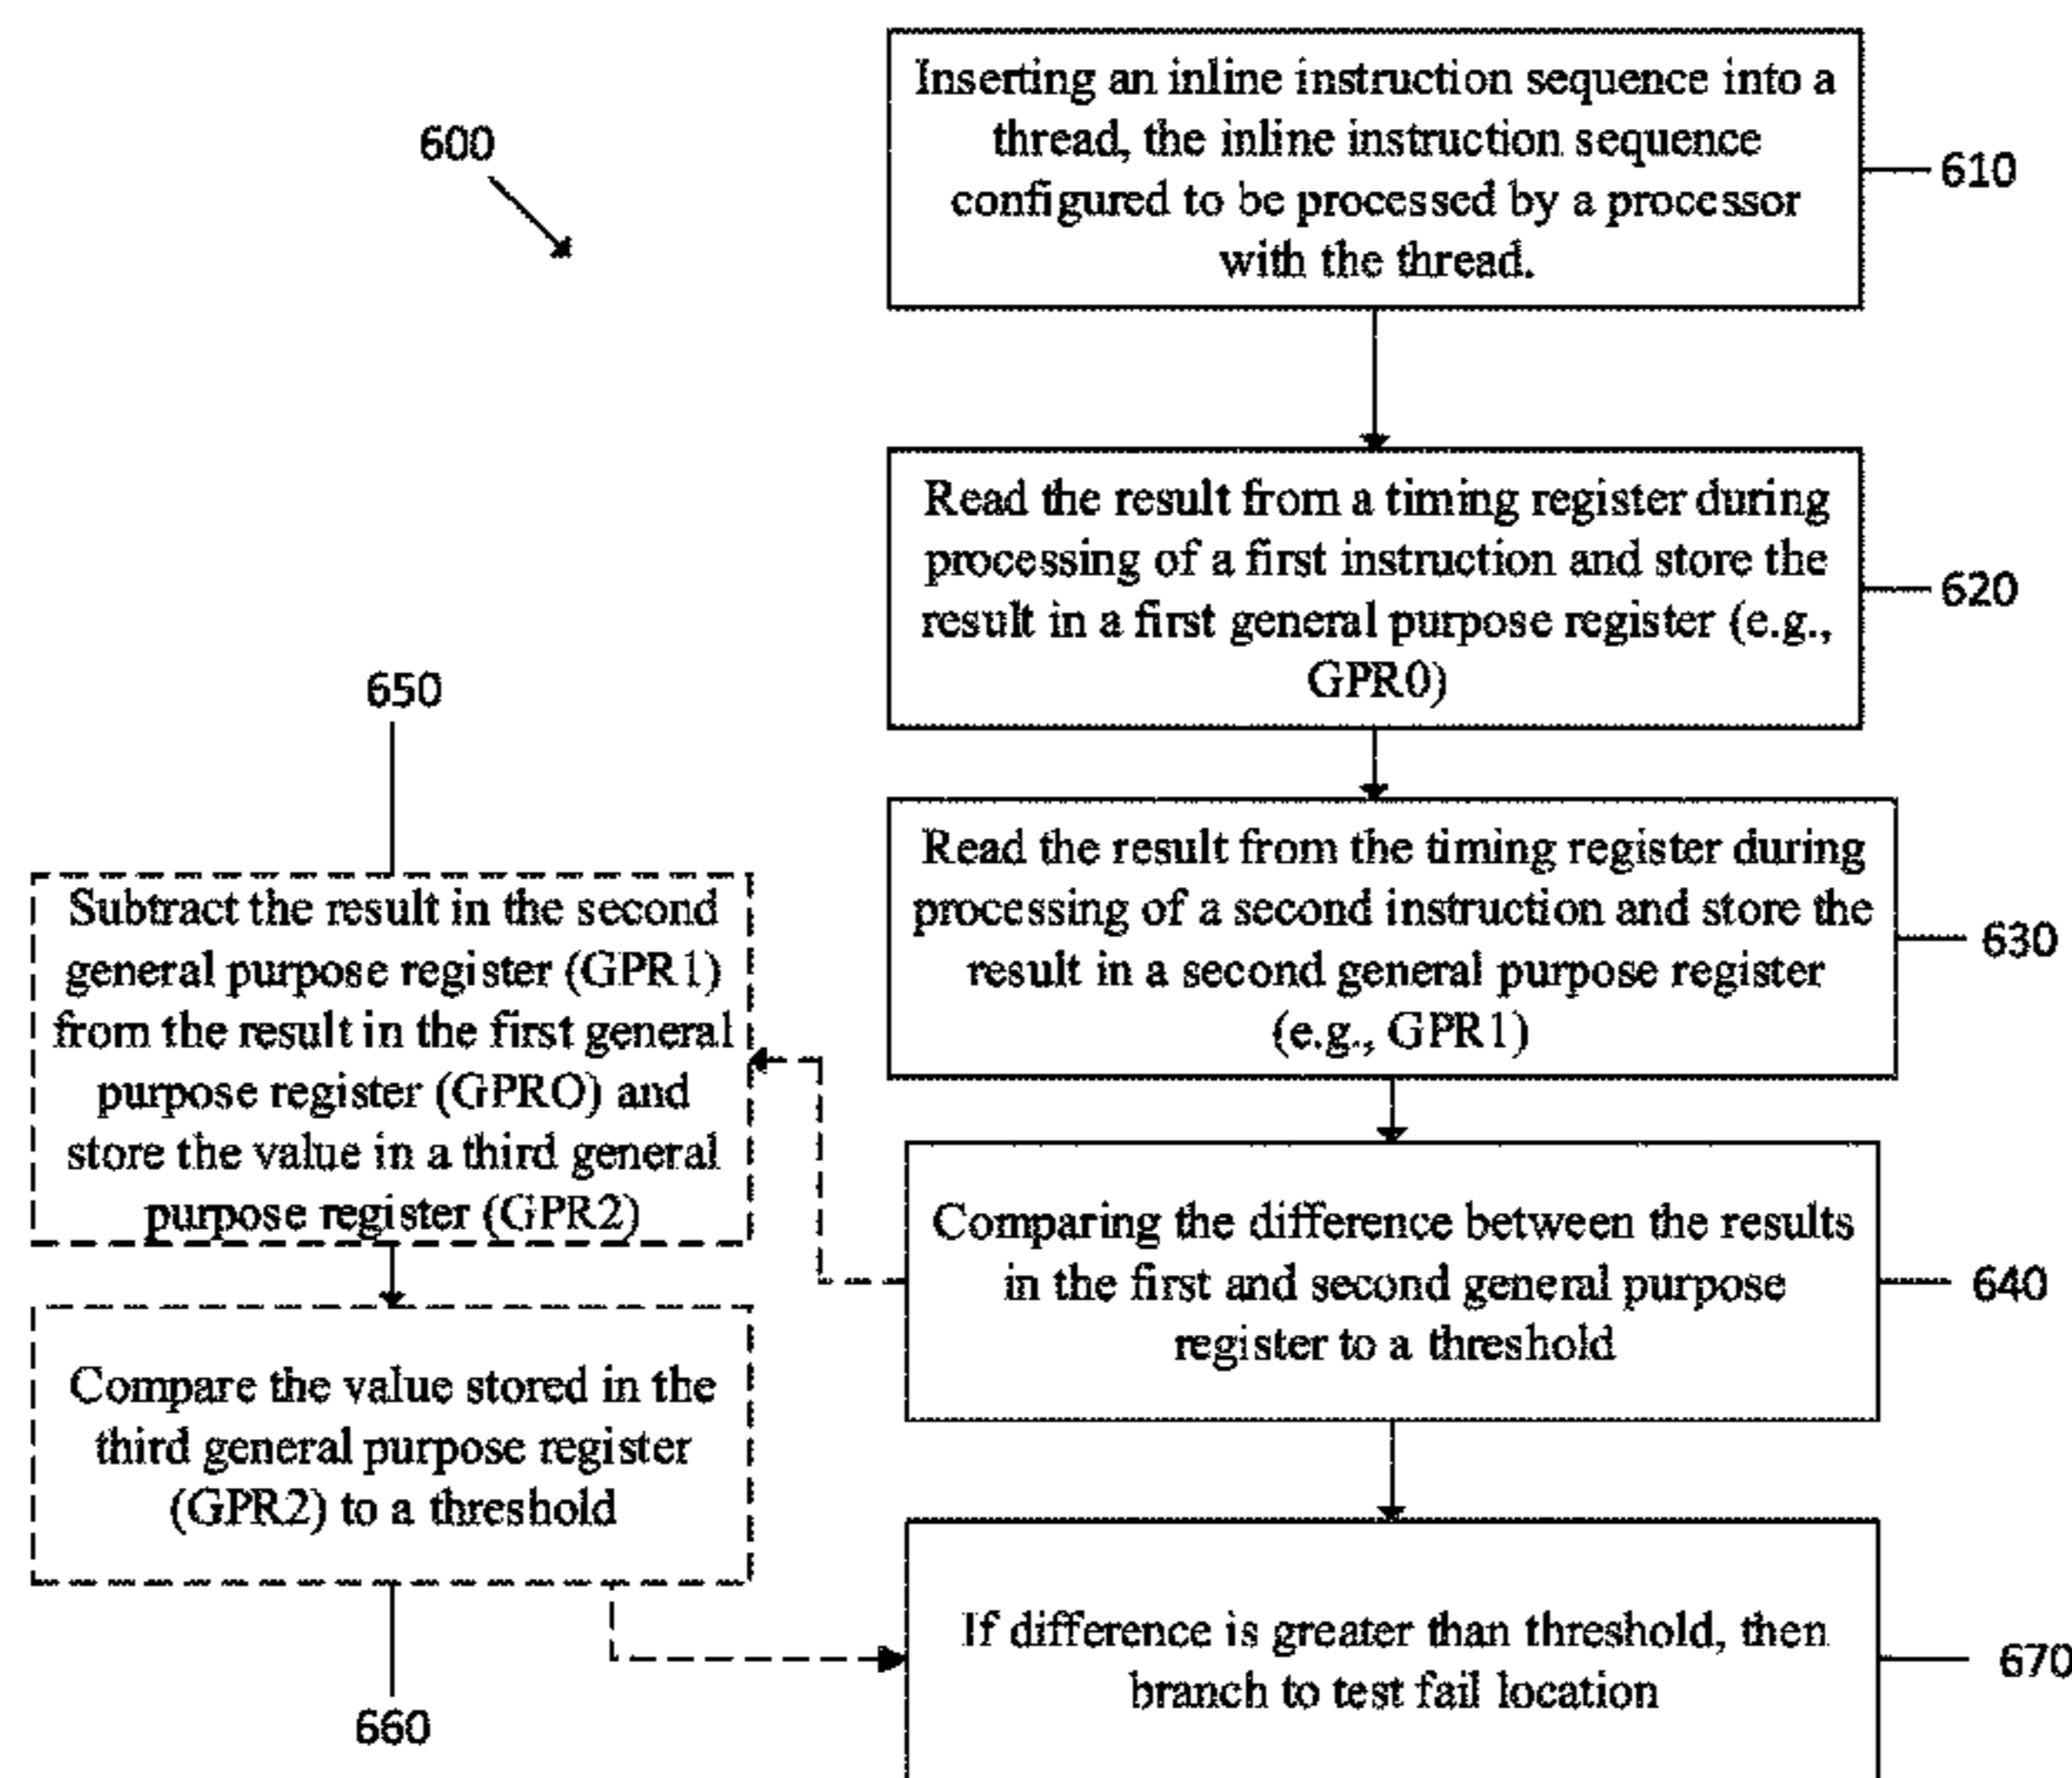 600
Inserting an inline instruction sequence into a
thread, the inline instruction sequence
configured to be processed by a processor
with the thread.
610
Read the result from a timing register during
processing of a first instruction and store the
result in a first general purpose register (e.g.,
GPR0)
620
Read the result from the timing register during
processing of a second instruction and store the
result in a second general purpose register
(e.g., GPR1)
630
Comparing the difference between the results
in the first and second general purpose
register to a threshold
640
650
Subtract the result in the second
general purpose register (GPR1)
from the result in the first general
purpose register (GPRO) and
store the value in a third general
purpose register (GPR2)
Compare the value stored in the
third general purpose register
(GPR2) to a threshold
660
If difference is greater than threshold, then
branch to test fail location
670